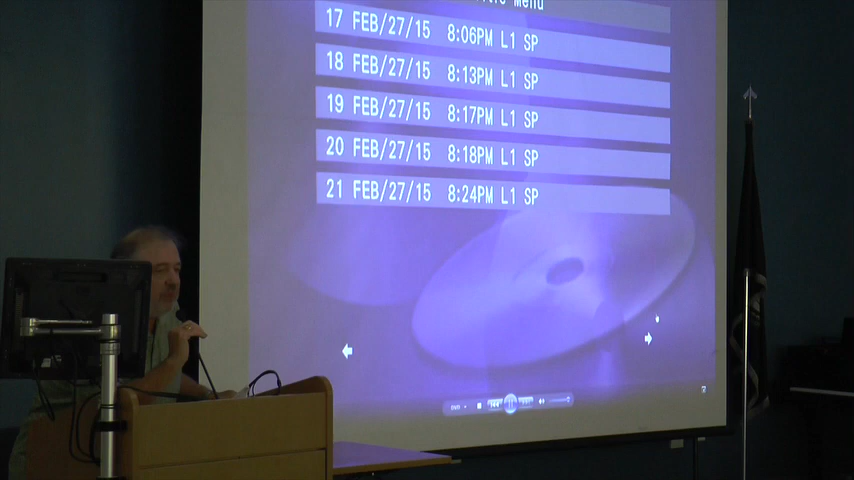 Menu
17 FEB/27/15 8:06PM L1 SP
18 FEB/27/15 8:13PM L1 SP
19 FEB/27/15 8:17PM L1 SP
20 FEB/27/15 8:18PM L1 SP
21 FEB/27/15 8:24PM L1 SP